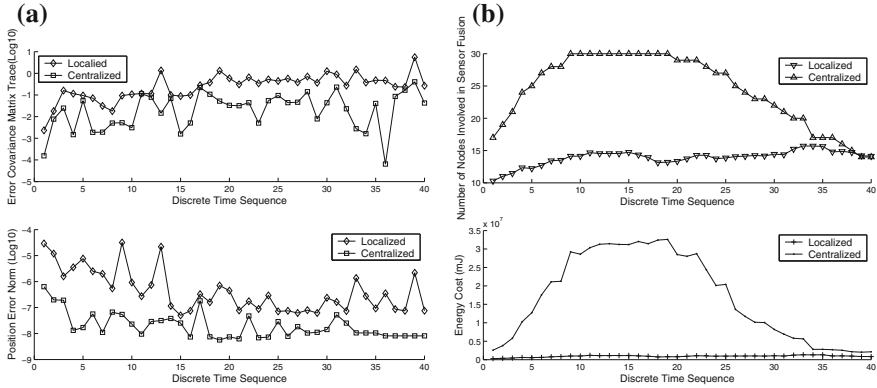 (a)
Error Covariance Matrix Trace(Log10)
1
0
−1
−2
−3
−4
−5
Localied
Centralized
0 5 10 15 20 25 30 35 40
Discrete Time Sequence
Position Error Norm (Log10)
−4
−5
−6
−7
−8
−9
Localized
Centralized
0 5 10 15 20 25 30 35 40
Discrete Time Sequence
(b)
Number of Nodes Involved in Sensor Fusion
35
30
25
20
15
10
Localized
Centralized
0 5 10 15 20 25 30 35 40
Discrete Time Sequence
x 10^7
Energy Cost (mJ)
3.5
3
2.5
2
1.5
1
0.5
0
Localized
Centralized
0 5 10 15 20 25 30 35 40
Discrete Time Sequence